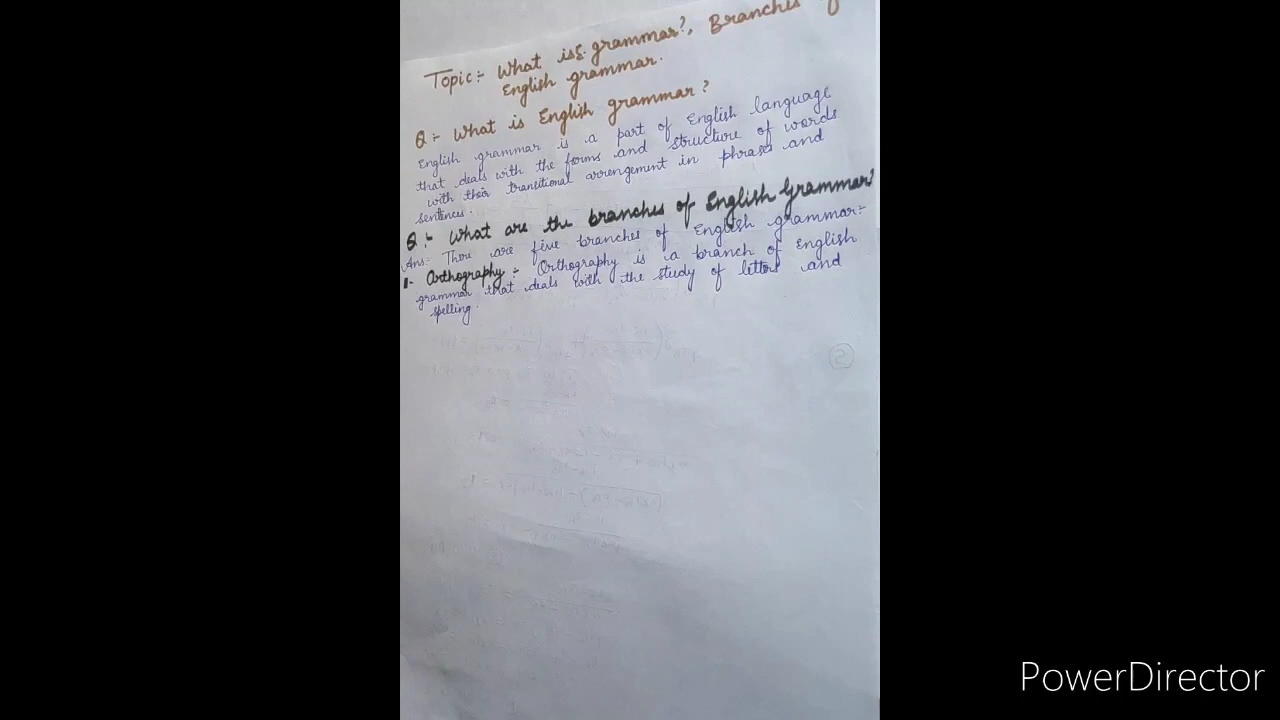 Topic:- What is E. grammar?, Branches of
English grammar.
Q:- What is English grammar?
English grammar is a part of English language
that deals with the forms and structure of words
with their transitional arrengement in phrases and
sentences.
Q:- What are the branches of English Grammar?
Ans:- There are five branches of English grammar:-
1- Orthography:- Orthography is a branch of English
grammar that deals with the study of letters and
spelling.
PowerDirector